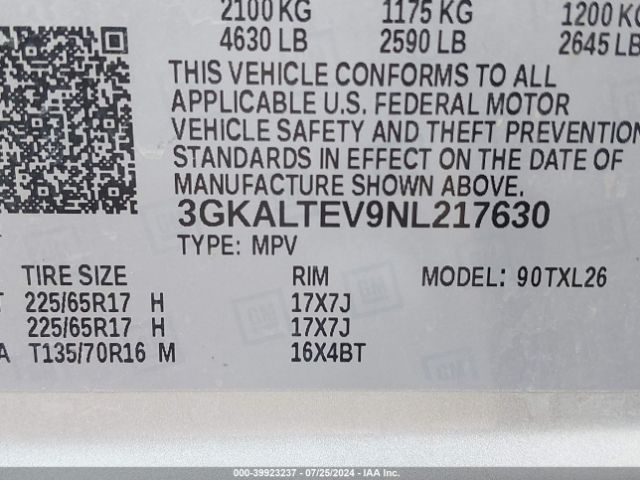 2100 KG 1175 KG 1200 KG
4630 LB 2590 LB 2645 LB
THIS VEHICLE CONFORMS TO ALL
APPLICABLE U.S. FEDERAL MOTOR
VEHICLE SAFETY AND THEFT PREVENTION
STANDARDS IN EFFECT ON THE DATE OF
MANUFACTURE SHOWN ABOVE.
3GKALTEV9NL217630
TYPE: MPV
TIRE SIZE RIM MODEL: 90TXL26
T 225/65R17 H 17X7J
225/65R17 H 17X7J
A T135/70R16 M 16X4BT
GM
000-39923237 - 07/25/2024 - IAAI.COM